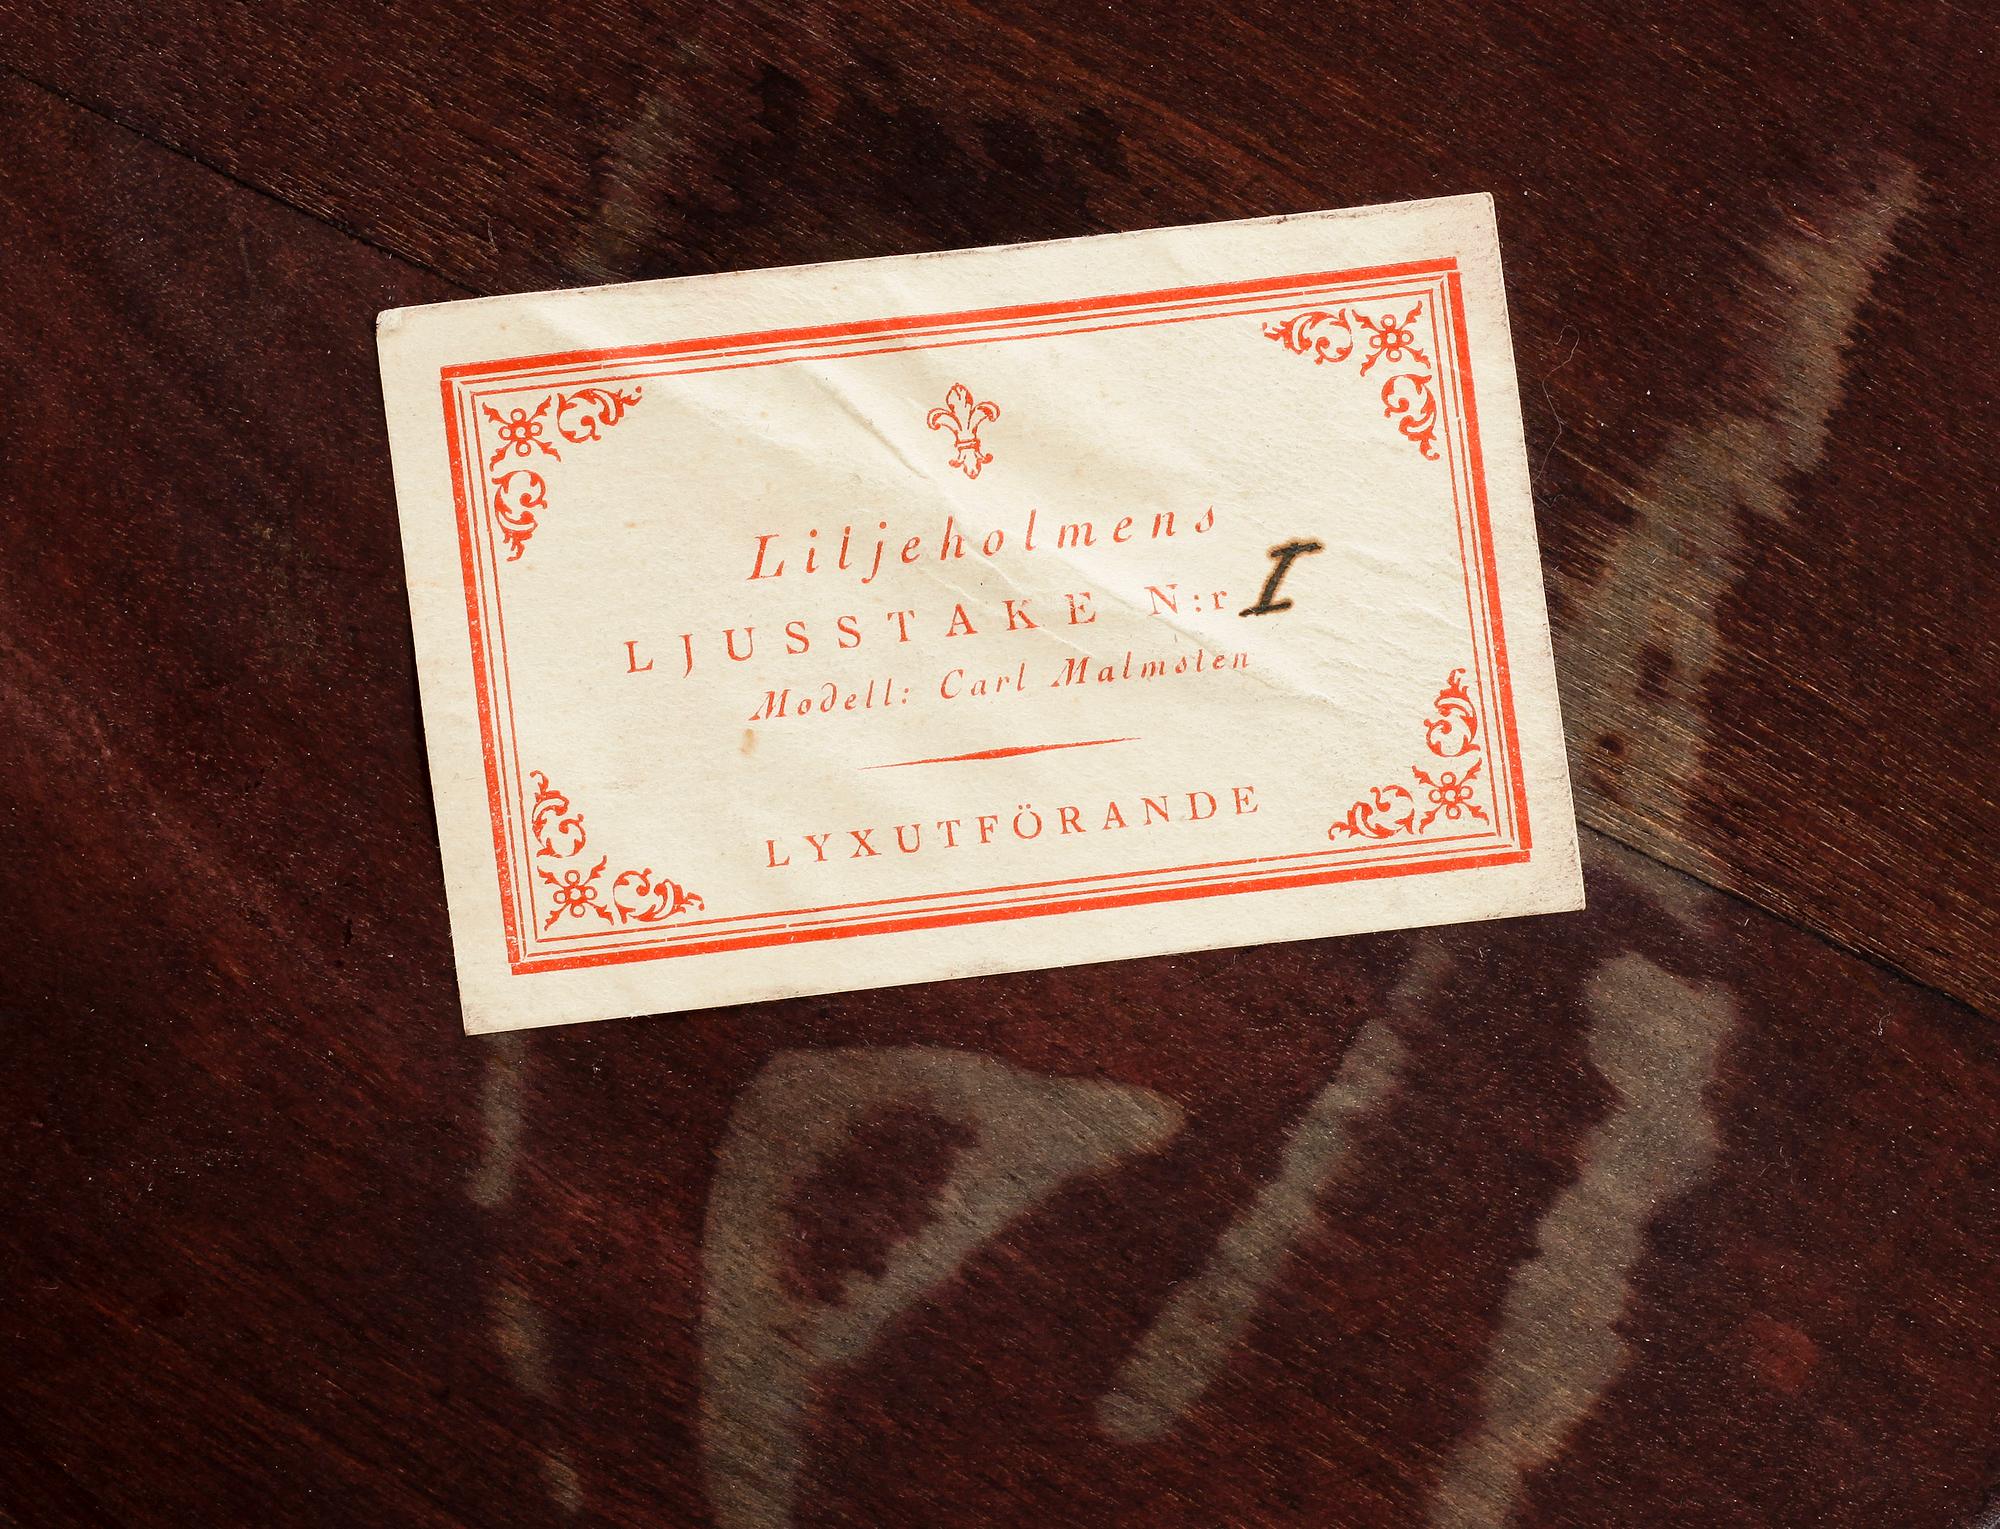 Liljeholmens
LJUSSTAKE N:r I
Modell: Carl Malmsten
LYXUTFÖRANDE